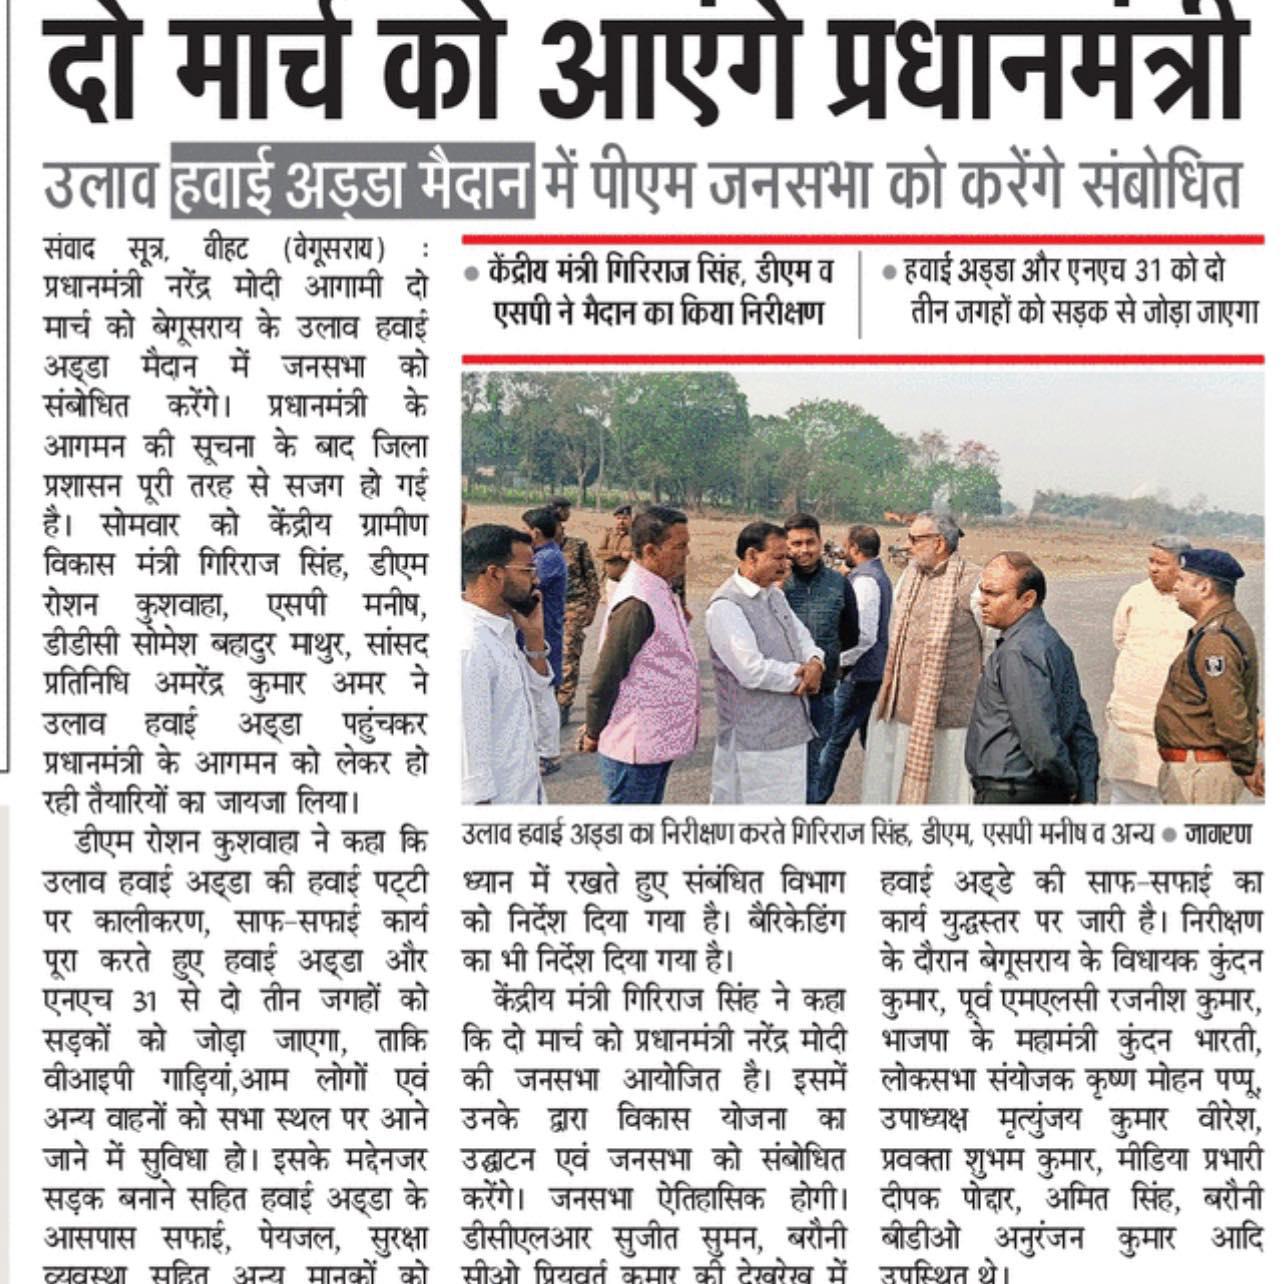 दो मार्च को आएंगे प्रधानमंत्री
उलाव हवाई अड्डा मैदान में पीएम जनसभा को करेंगे संबोधित
संवाद सूत्र, वीहट (वेगूसराय) :
प्रधानमंत्री नरेंद्र मोदी आगामी दो
मार्च को बेगूसराय के उलाव हवाई
अड्डा मैदान में जनसभा को
संबोधित करेंगे। प्रधानमंत्री के
आगमन की सूचना के बाद जिला
प्रशासन पूरी तरह से सजग हो गई
है। सोमवार को केंद्रीय ग्रामीण
विकास मंत्री गिरिराज सिंह, डीएम
रोशन कुशवाहा, एसपी मनीष,
डीडीसी सोमेश बहादुर माथुर, सांसद
प्रतिनिधि अमरेंद्र कुमार अमर ने
उलाव हवाई अड्डा पहुंचकर
प्रधानमंत्री के आगमन को लेकर हो
रही तैयारियों का जायजा लिया।
डीएम रोशन कुशवाहा ने कहा कि
उलाव हवाई अड्डा की हवाई पट्टी
पर कालीकरण, साफ-सफाई कार्य
पूरा करते हुए हवाई अड्डा और
एनएच 31 से दो तीन जगहों को
सड़कों को जोड़ा जाएगा, ताकि
वीआइपी गाड़ियां,आम लोगों एवं
अन्य वाहनों को सभा स्थल पर आने
जाने में सुविधा हो। इसके मद्देनजर
सड़क बनाने सहित हवाई अड्डा के
आसपास सफाई, पेयजल, सुरक्षा
व्यवस्था सहित अन्य मानकों को
● केंद्रीय मंत्री गिरिराज सिंह, डीएम व
एसपी ने मैदान का किया निरीक्षण
● हवाई अड्डा और एनएच 31 को दो
तीन जगहों को सड़क से जोड़ा जाएगा
उलाव हवाई अड्डा का निरीक्षण करते गिरिराज सिंह, डीएम, एसपी मनीष व अन्य ● जागरण
ध्यान में रखते हुए संबंधित विभाग
को निर्देश दिया गया है। बैरिकेडिंग
का भी निर्देश दिया गया है।
केंद्रीय मंत्री गिरिराज सिंह ने कहा
कि दो मार्च को प्रधानमंत्री नरेंद्र मोदी
की जनसभा आयोजित है। इसमें
उनके द्वारा विकास योजना का
उद्घाटन एवं जनसभा को संबोधित
करेंगे। जनसभा ऐतिहासिक होगी।
डीसीएलआर सुजीत सुमन, बरौनी
सीओ प्रियवर्त कुमार की देखरेख में
हवाई अड्डे की साफ-सफाई का
कार्य युद्धस्तर पर जारी है। निरीक्षण
के दौरान बेगूसराय के विधायक कुंदन
कुमार, पूर्व एमएलसी रजनीश कुमार,
भाजपा के महामंत्री कुंदन भारती,
लोकसभा संयोजक कृष्ण मोहन पप्पू,
उपाध्यक्ष मृत्युंजय कुमार वीरेश,
प्रवक्ता शुभम कुमार, मीडिया प्रभारी
दीपक पोद्दार, अमित सिंह, बरौनी
बीडीओ अनुरंजन कुमार आदि
उपस्थित थे।